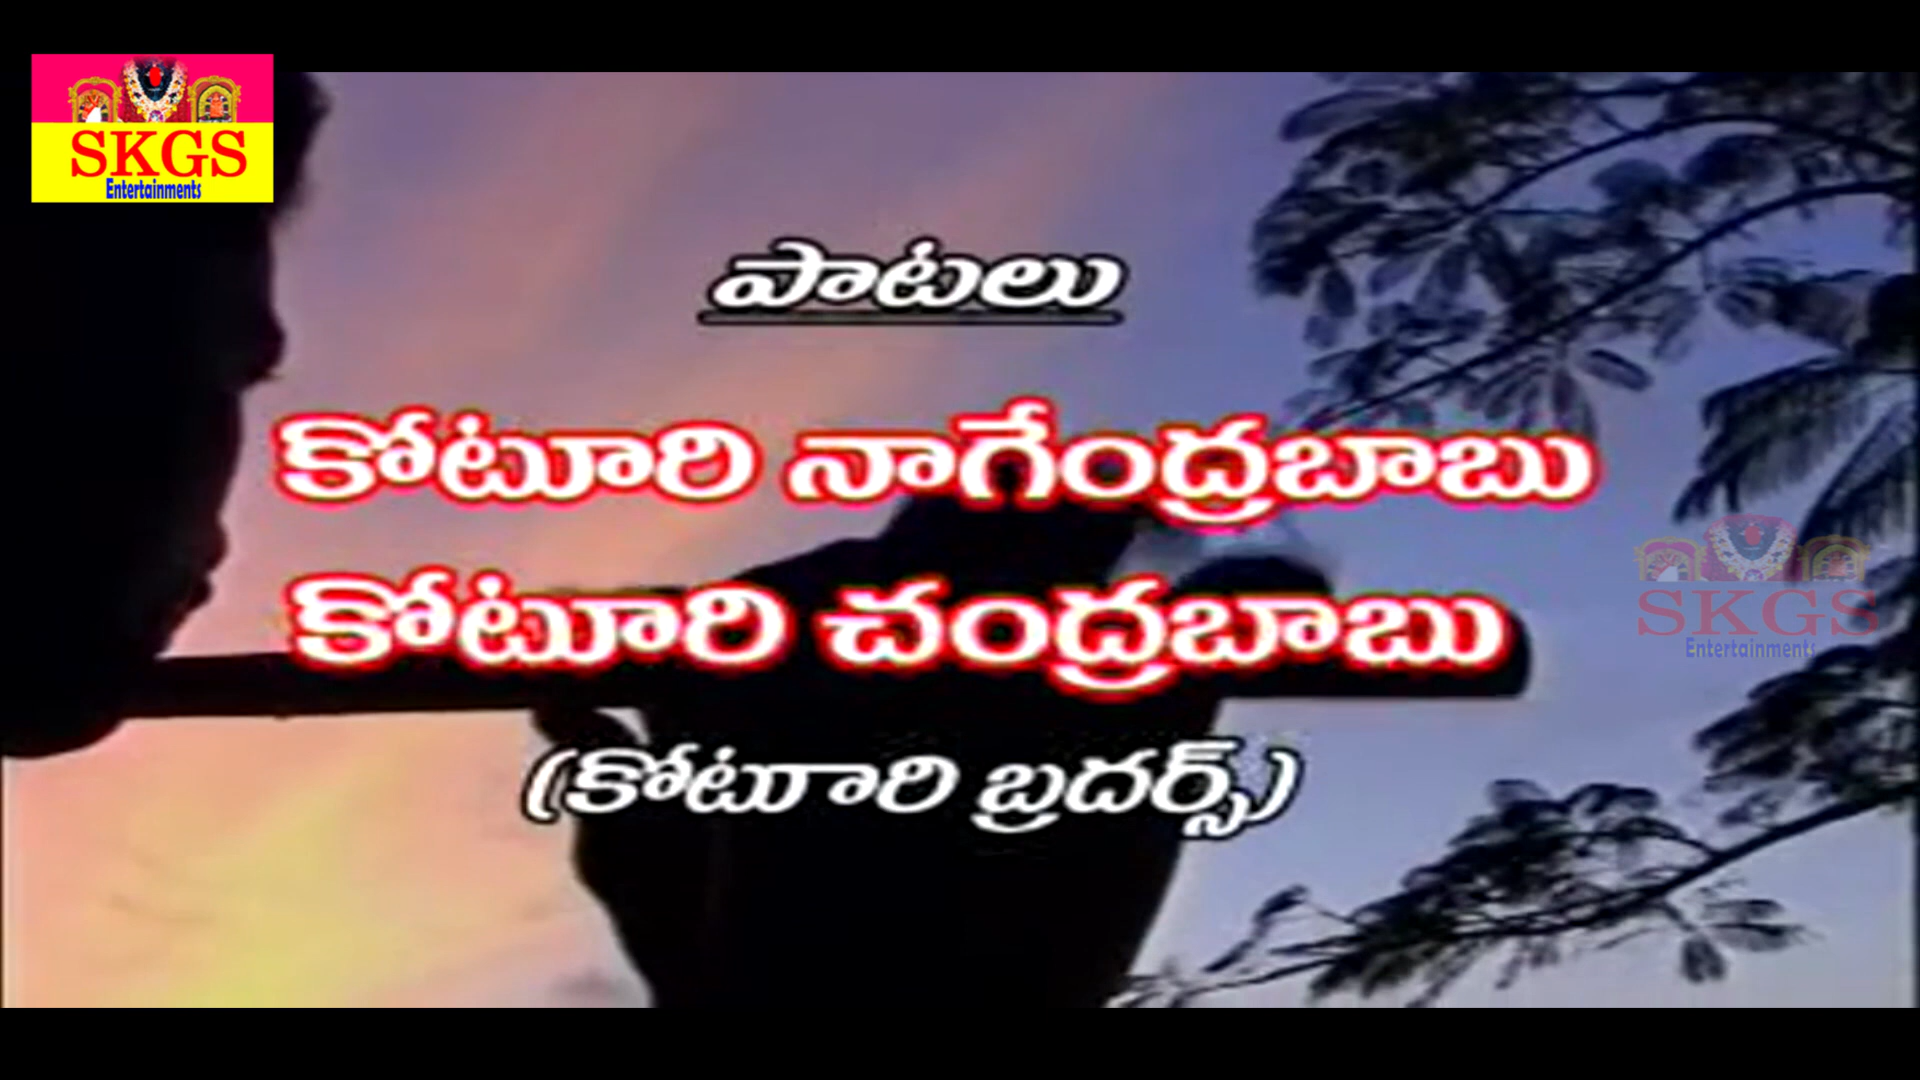 SKGS
Entertainments
పాటలు
కోటూరి నాగేంద్రబాబు
కోటూరి చంద్రబాబు
(కోటూరి బ్రదర్స్)
SKGS
Entertainments